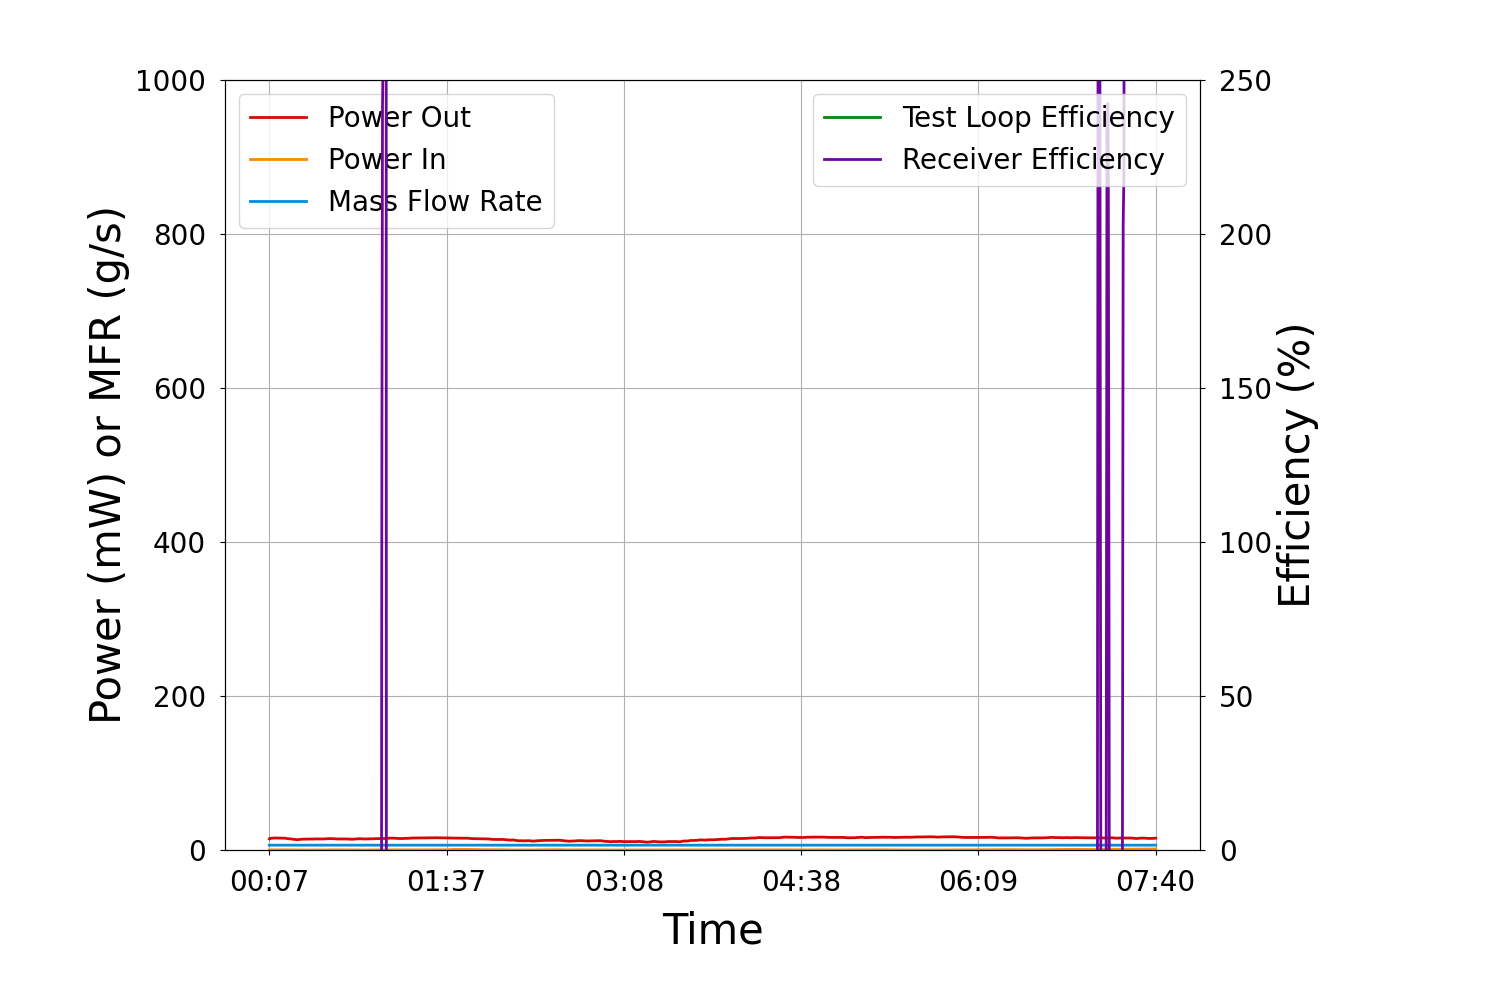 1000
800
600
400
200
0
Power (mW) or MFR (g/s)
Power Out
Power In
Mass Flow Rate
Test Loop Efficiency
Receiver Efficiency
250
200
150
100
50
0
Efficiency (%)
00:07 01:37 03:08 04:38 06:09 07:40
Time